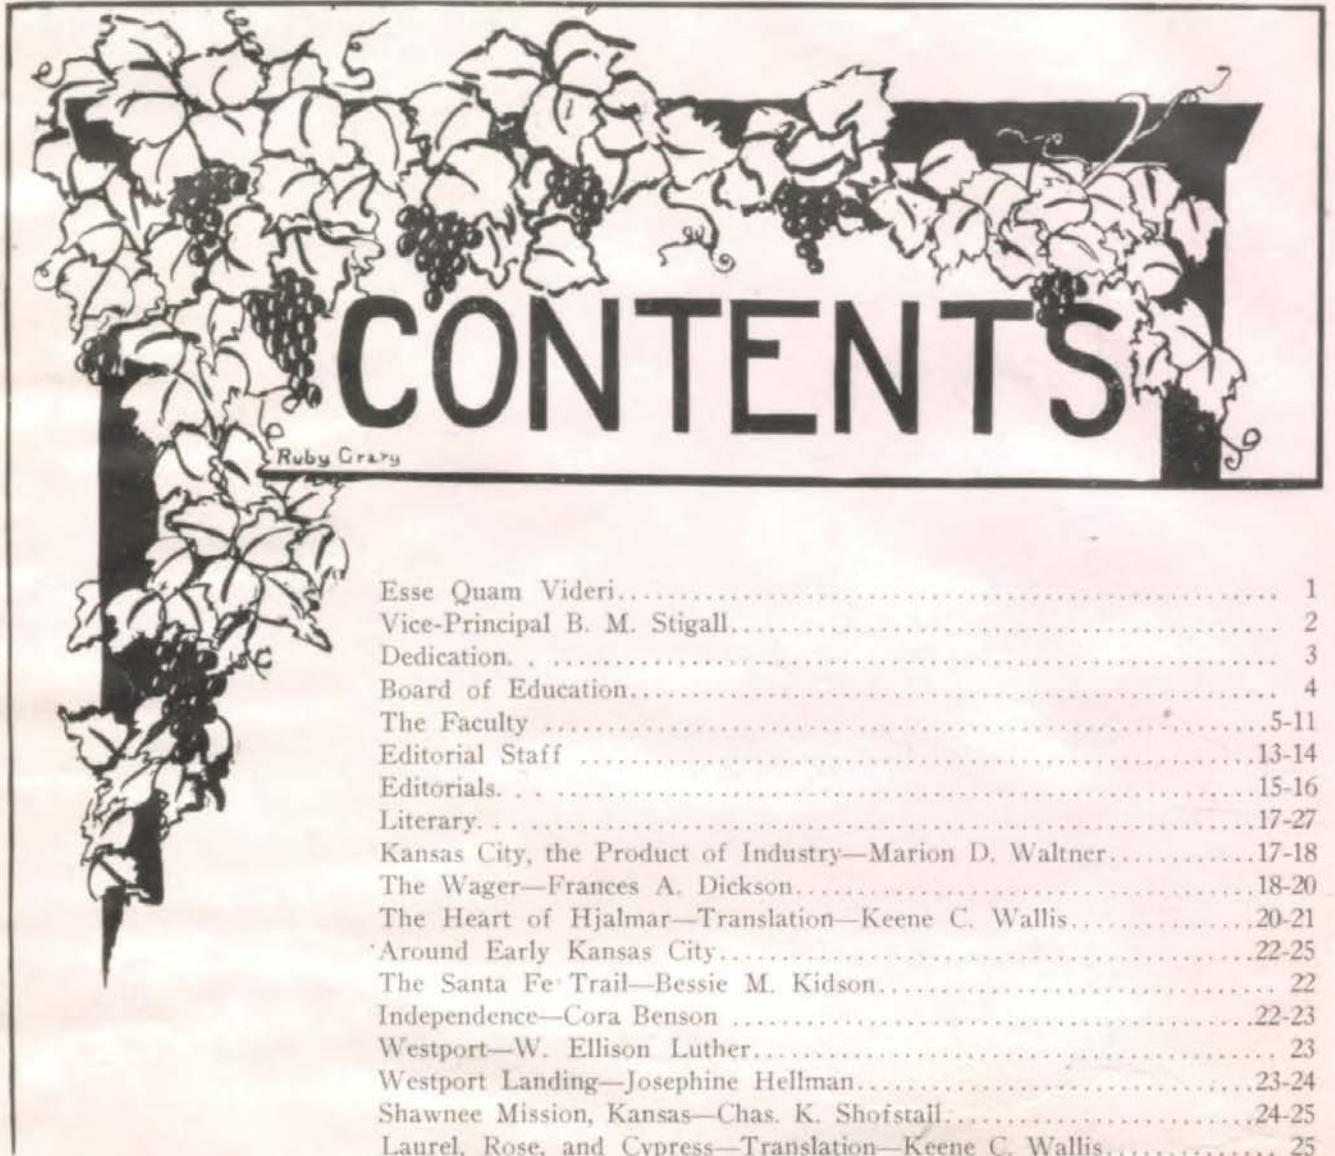 CONTENTS
Ruby Crary
Esse Quam Videri 1
Vice-Principal B. M. Stigall 2
Dedication 3
Board of Education 4
The Faculty 5-11
Editorial Staff 13-14
Editorials 15-16
Literary 17-27
Kansas City, the Product of Industry—Marion D. Waltner 17-18
The Wager—Frances A. Dickson 18-20
The Heart of Hjalmar—Translation—Keene C. Wallis 20-21
Around Early Kansas City 22-25
The Santa Fe Trail—Bessie M. Kidson 22
Independence—Cora Benson 22-23
Westport—W. Ellison Luther 23
Westport Landing—Josephine Hellman 23-24
Shawnee Mission, Kansas—Chas. K. Shofstall 24-25
Laurel, Rose, and Cypress—Translation—Keene C. Wallis 25